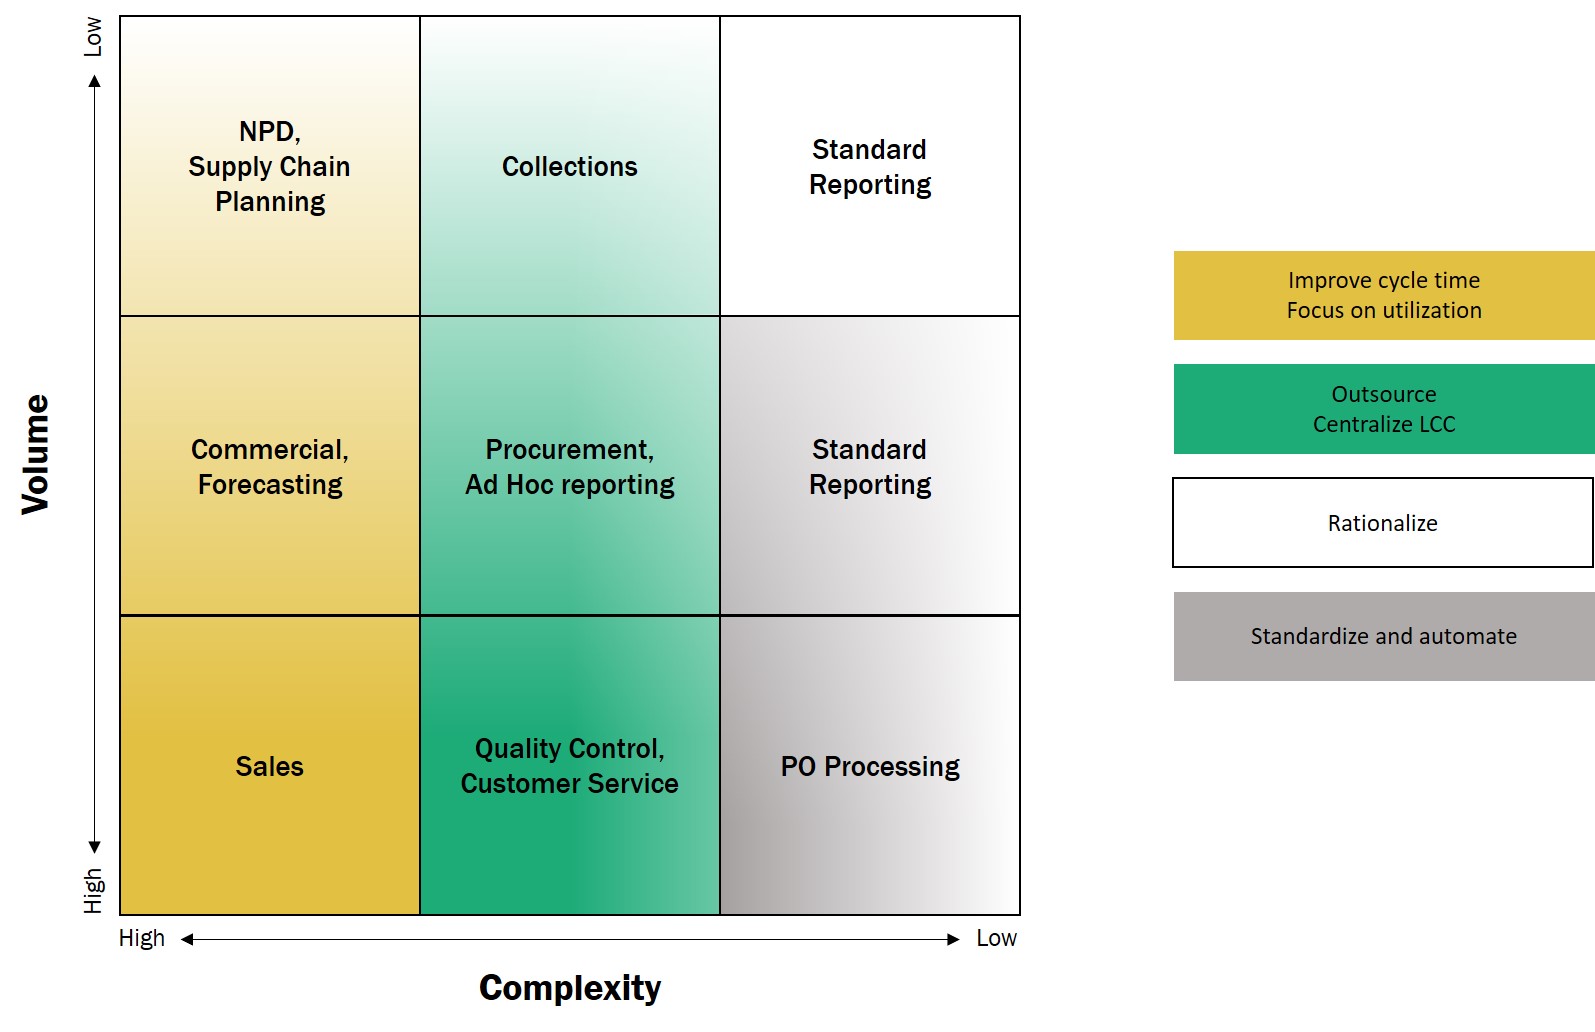 Low
NPD,
Supply Chain
Planning
Collections
Standard
Reporting
Improve cycle time
Focus on utilization
Outsource
Centralize LCC
Volume
Commercial,
Forecasting
Procurement,
Ad Hoc reporting
Standard
Reporting
Rationalize
Standardize and automate
Sales
Quality Control,
Customer Service
PO Processing
High
High
Low
Complexity